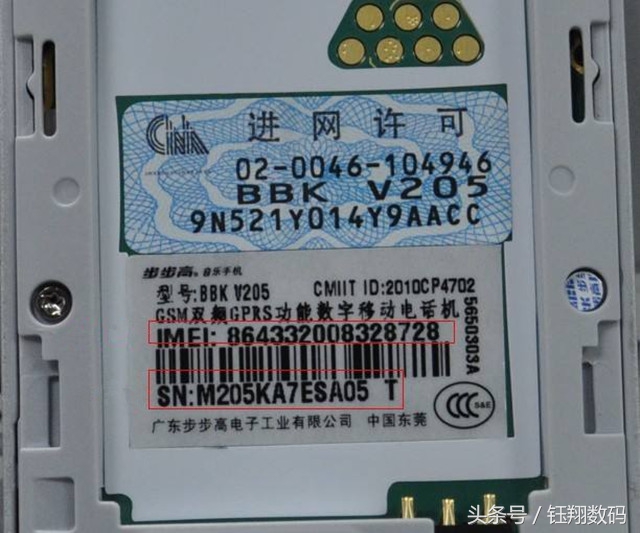 CNA 进网许可
02-0046-104946
BBK V205
9N521Y014Y9AACC
步步高 音乐手机
型号:BBK V205 CMIIT ID:2010CP4702
GSM双频GPRS功能数字移动电话机
5650303A
IMEI: 864332008328728
SN:M205KA7ESA05 T
CCC S&E
广东步步高电子工业有限公司 中国东莞
头条号 / 钰翔数码